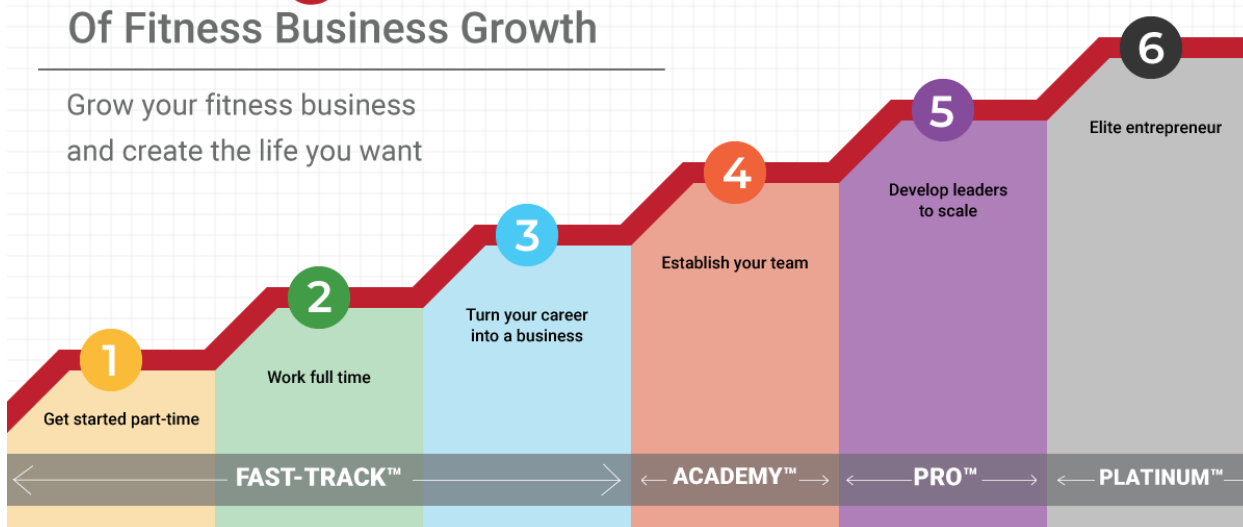 Of Fitness Business Growth
Grow your fitness business
and create the life you want
1
Get started part-time
2
Work full time
3
Turn your career
into a business
4
Establish your team
5
Develop leaders
to scale
6
Elite entrepreneur
FAST-TRACK™
ACADEMY™
PRO™
PLATINUM™